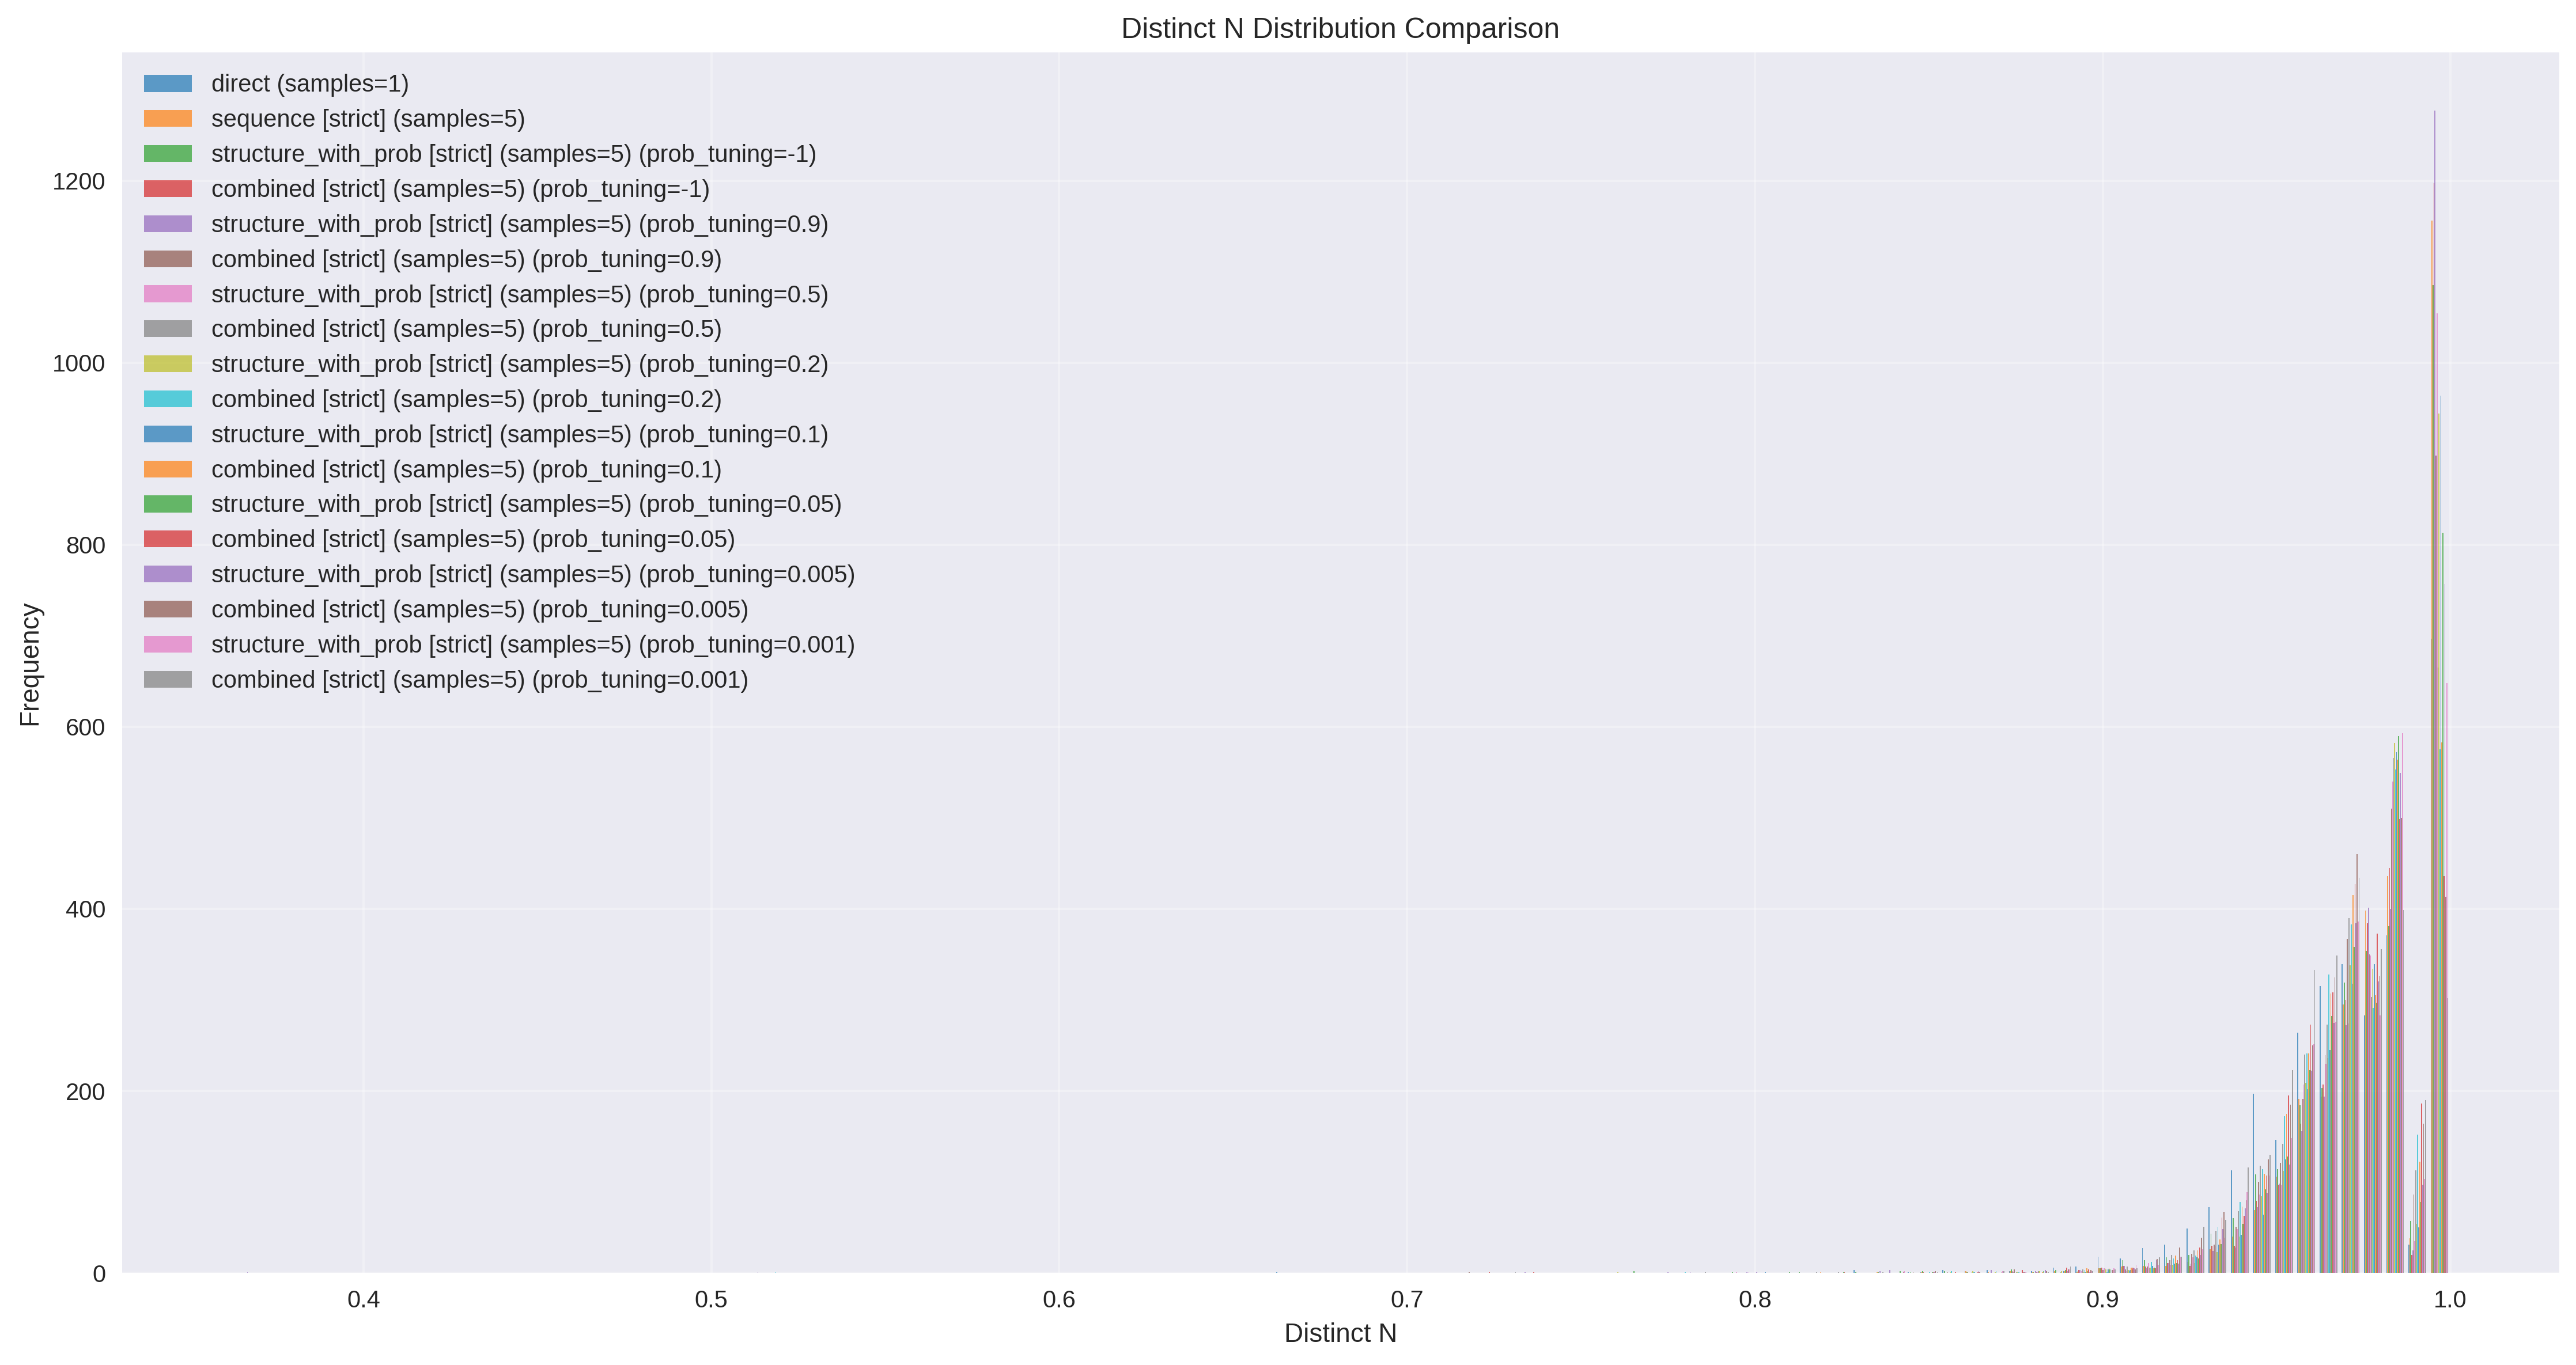 Distinct N Distribution Comparison
direct (samples=1)
sequence [strict] (samples=5)
structure_with_prob [strict] (samples=5) (prob_tuning=-1)
combined [strict] (samples=5) (prob_tuning=-1)
structure_with_prob [strict] (samples=5) (prob_tuning=0.9)
combined [strict] (samples=5) (prob_tuning=0.9)
structure_with_prob [strict] (samples=5) (prob_tuning=0.5)
combined [strict] (samples=5) (prob_tuning=0.5)
structure_with_prob [strict] (samples=5) (prob_tuning=0.2)
combined [strict] (samples=5) (prob_tuning=0.2)
structure_with_prob [strict] (samples=5) (prob_tuning=0.1)
combined [strict] (samples=5) (prob_tuning=0.1)
structure_with_prob [strict] (samples=5) (prob_tuning=0.05)
combined [strict] (samples=5) (prob_tuning=0.05)
structure_with_prob [strict] (samples=5) (prob_tuning=0.005)
combined [strict] (samples=5) (prob_tuning=0.005)
structure_with_prob [strict] (samples=5) (prob_tuning=0.001)
combined [strict] (samples=5) (prob_tuning=0.001)
Frequency
1200
1000
800
600
400
200
0
0.4 0.5 0.6 0.7 0.8 0.9 1.0
Distinct N